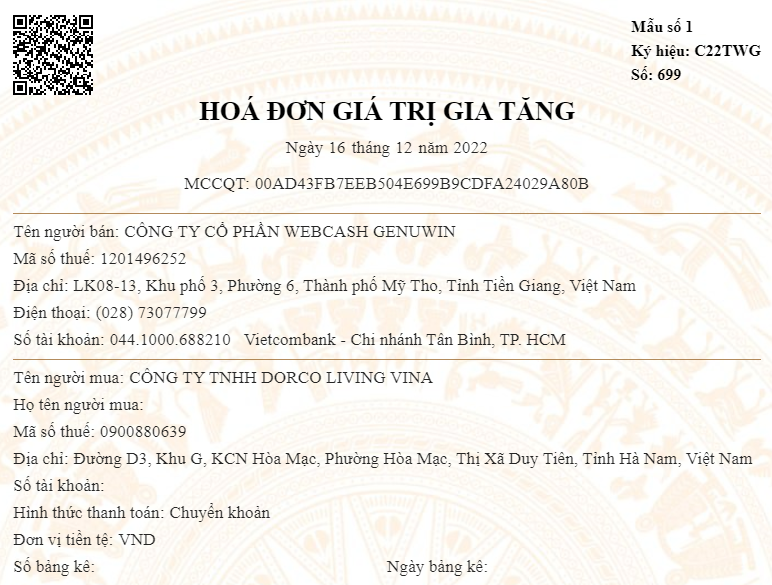 Mẫu số 1
Ký hiệu: C22TWG
Số: 699
HOÁ ĐƠN GIÁ TRỊ GIA TĂNG
Ngày 16 tháng 12 năm 2022
MCCQT: 00AD43FB7EEB504E699B9CDFA24029A80B
Tên người bán: CÔNG TY CỔ PHẦN WEBCASH GENUWIN
Mã số thuế: 1201496252
Địa chỉ: LK08-13, Khu phố 3, Phường 6, Thành phố Mỹ Tho, Tỉnh Tiền Giang, Việt Nam
Điện thoại: (028) 73077799
Số tài khoản: 044.1000.688210 Vietcombank - Chi nhánh Tân Bình, TP. HCM
Tên người mua: CÔNG TY TNHH DORCO LIVING VINA
Họ tên người mua:
Mã số thuế: 0900880639
Địa chỉ: Đường D3, Khu G, KCN Hòa Mạc, Phường Hòa Mạc, Thị Xã Duy Tiên, Tỉnh Hà Nam, Việt Nam
Số tài khoản:
Hình thức thanh toán: Chuyển khoản
Đơn vị tiền tệ: VND
Số bảng kê: Ngày bảng kê: